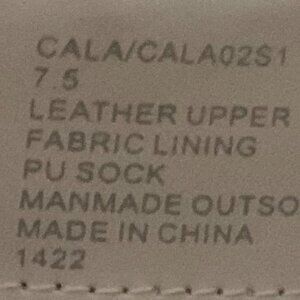 CALA/CALA02S1
7.5
LEATHER UPPER
FABRIC LINING
PU SOCK
MANMADE OUTSO
MADE IN CHINA
1422